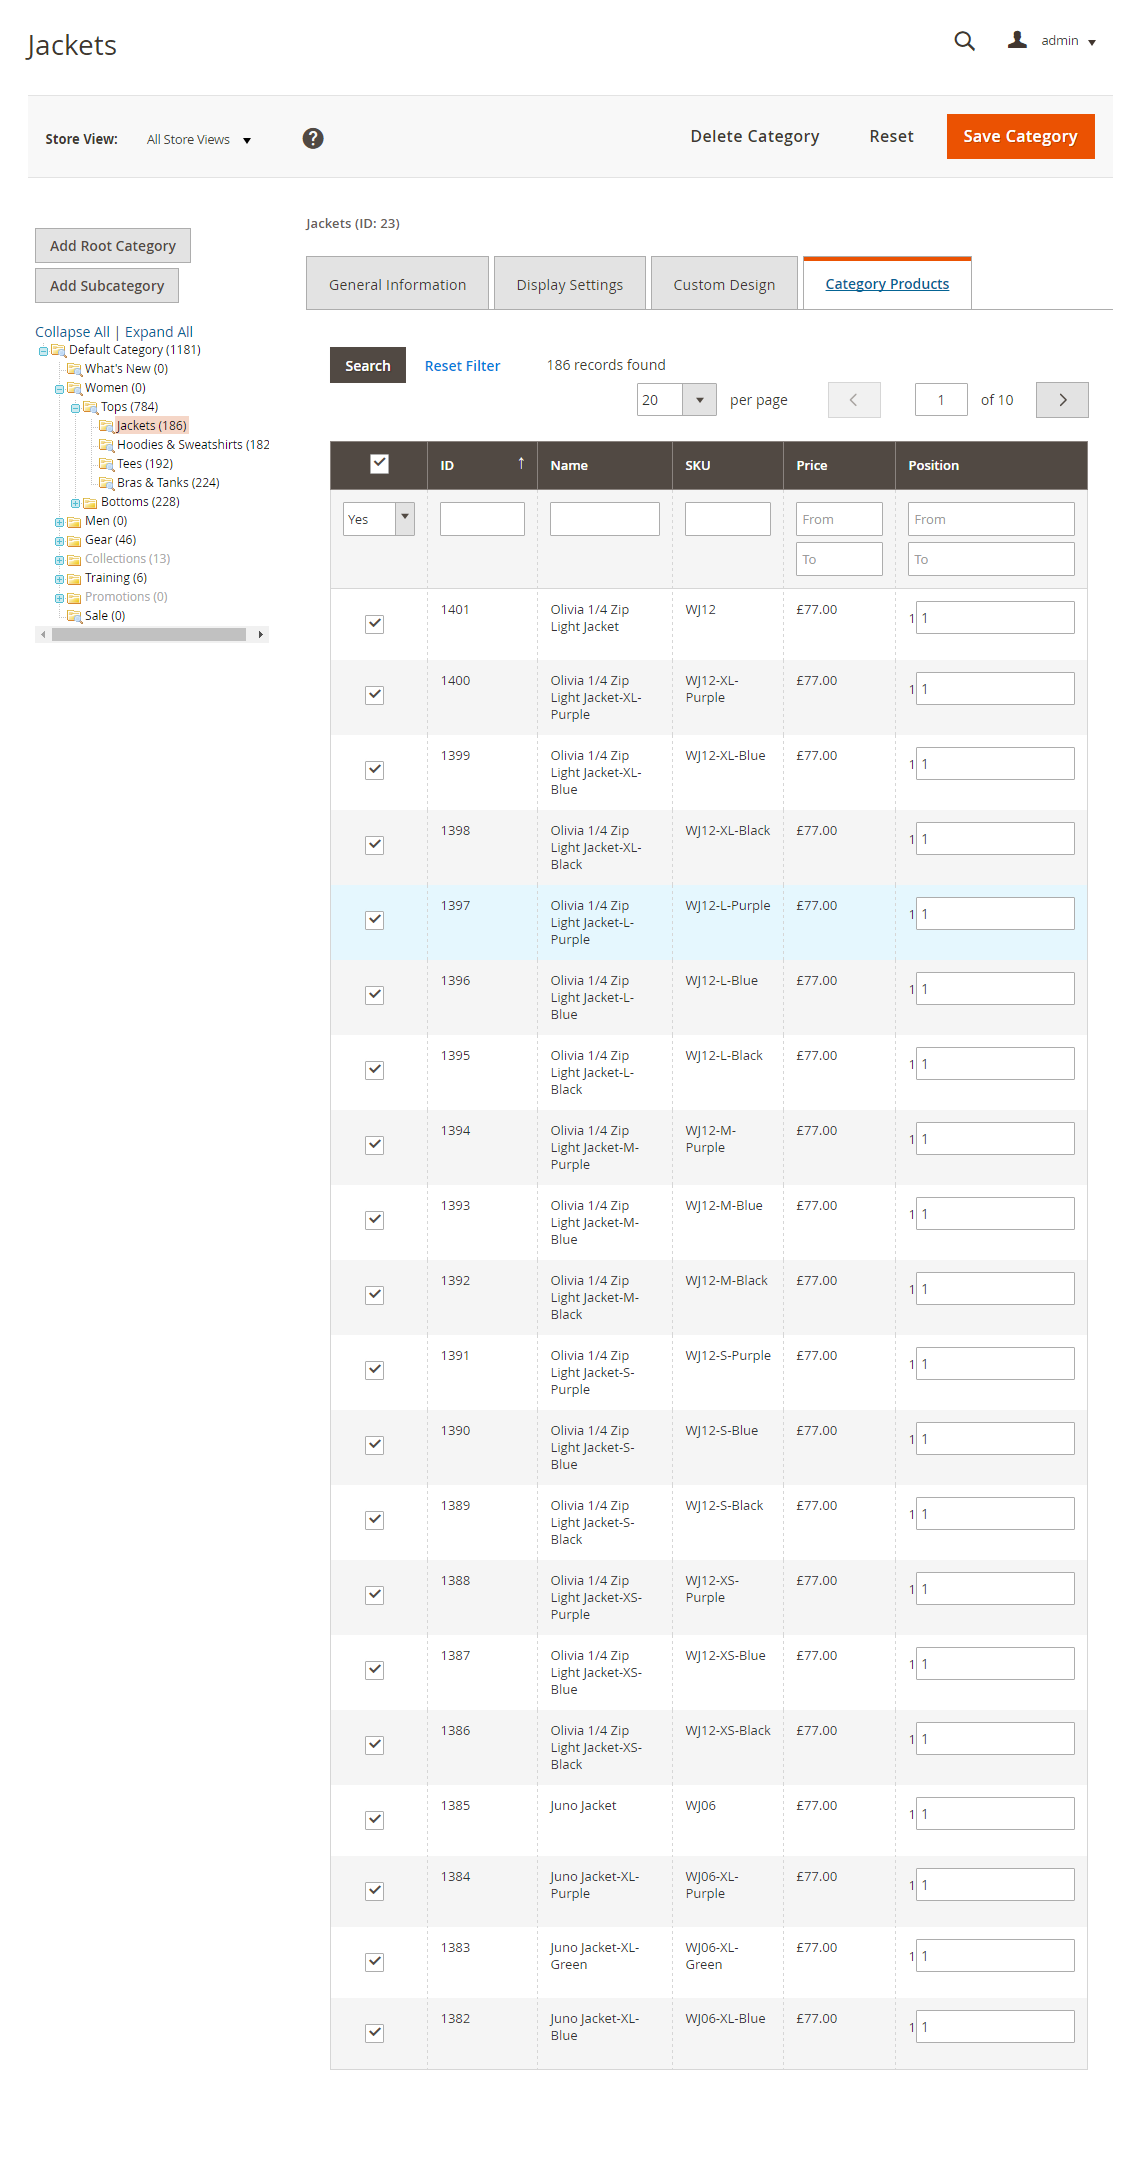 Jackets
admin
Store View: All Store Views ?
Delete Category Reset Save Category
Add Root Category
Add Subcategory
Collapse All | Expand All
Default Category (1181)
What's New (0)
Women (0)
Tops (784)
Jackets (186)
Hoodies & Sweatshirts (182
Tees (192)
Bras & Tanks (224)
Bottoms (228)
Men (0)
Gear (46)
Collections (13)
Training (6)
Promotions (0)
Sale (0)
Jackets (ID: 23)
General Information Display Settings Custom Design Category Products
Search Reset Filter 186 records found
20 per page 1 of 10
ID ↑ Name SKU Price Position
Yes From From
To To
1401 Olivia 1/4 Zip WJ12 £77.00 1 1
Light Jacket
1400 Olivia 1/4 Zip WJ12-XL- £77.00 1 1
Light Jacket-XL- Purple
Purple
1399 Olivia 1/4 Zip WJ12-XL-Blue £77.00 1 1
Light Jacket-XL-
Blue
1398 Olivia 1/4 Zip WJ12-XL-Black £77.00 1 1
Light Jacket-XL-
Black
1397 Olivia 1/4 Zip WJ12-L-Purple £77.00 1 1
Light Jacket-L-
Purple
1396 Olivia 1/4 Zip WJ12-L-Blue £77.00 1 1
Light Jacket-L-
Blue
1395 Olivia 1/4 Zip WJ12-L-Black £77.00 1 1
Light Jacket-L-
Black
1394 Olivia 1/4 Zip WJ12-M- £77.00 1 1
Light Jacket-M- Purple
Purple
1393 Olivia 1/4 Zip WJ12-M-Blue £77.00 1 1
Light Jacket-M-
Blue
1392 Olivia 1/4 Zip WJ12-M-Black £77.00 1 1
Light Jacket-M-
Black
1391 Olivia 1/4 Zip WJ12-S-Purple £77.00 1 1
Light Jacket-S-
Purple
1390 Olivia 1/4 Zip WJ12-S-Blue £77.00 1 1
Light Jacket-S-
Blue
1389 Olivia 1/4 Zip WJ12-S-Black £77.00 1 1
Light Jacket-S-
Black
1388 Olivia 1/4 Zip WJ12-XS- £77.00 1 1
Light Jacket-XS- Purple
Purple
1387 Olivia 1/4 Zip WJ12-XS-Blue £77.00 1 1
Light Jacket-XS-
Blue
1386 Olivia 1/4 Zip WJ12-XS-Black £77.00 1 1
Light Jacket-XS-
Black
1385 Juno Jacket WJ06 £77.00 1 1
1384 Juno Jacket-XL- WJ06-XL- £77.00 1 1
Purple Purple
1383 Juno Jacket-XL- WJ06-XL- £77.00 1 1
Green Green
1382 Juno Jacket-XL- WJ06-XL-Blue £77.00 1 1
Blue